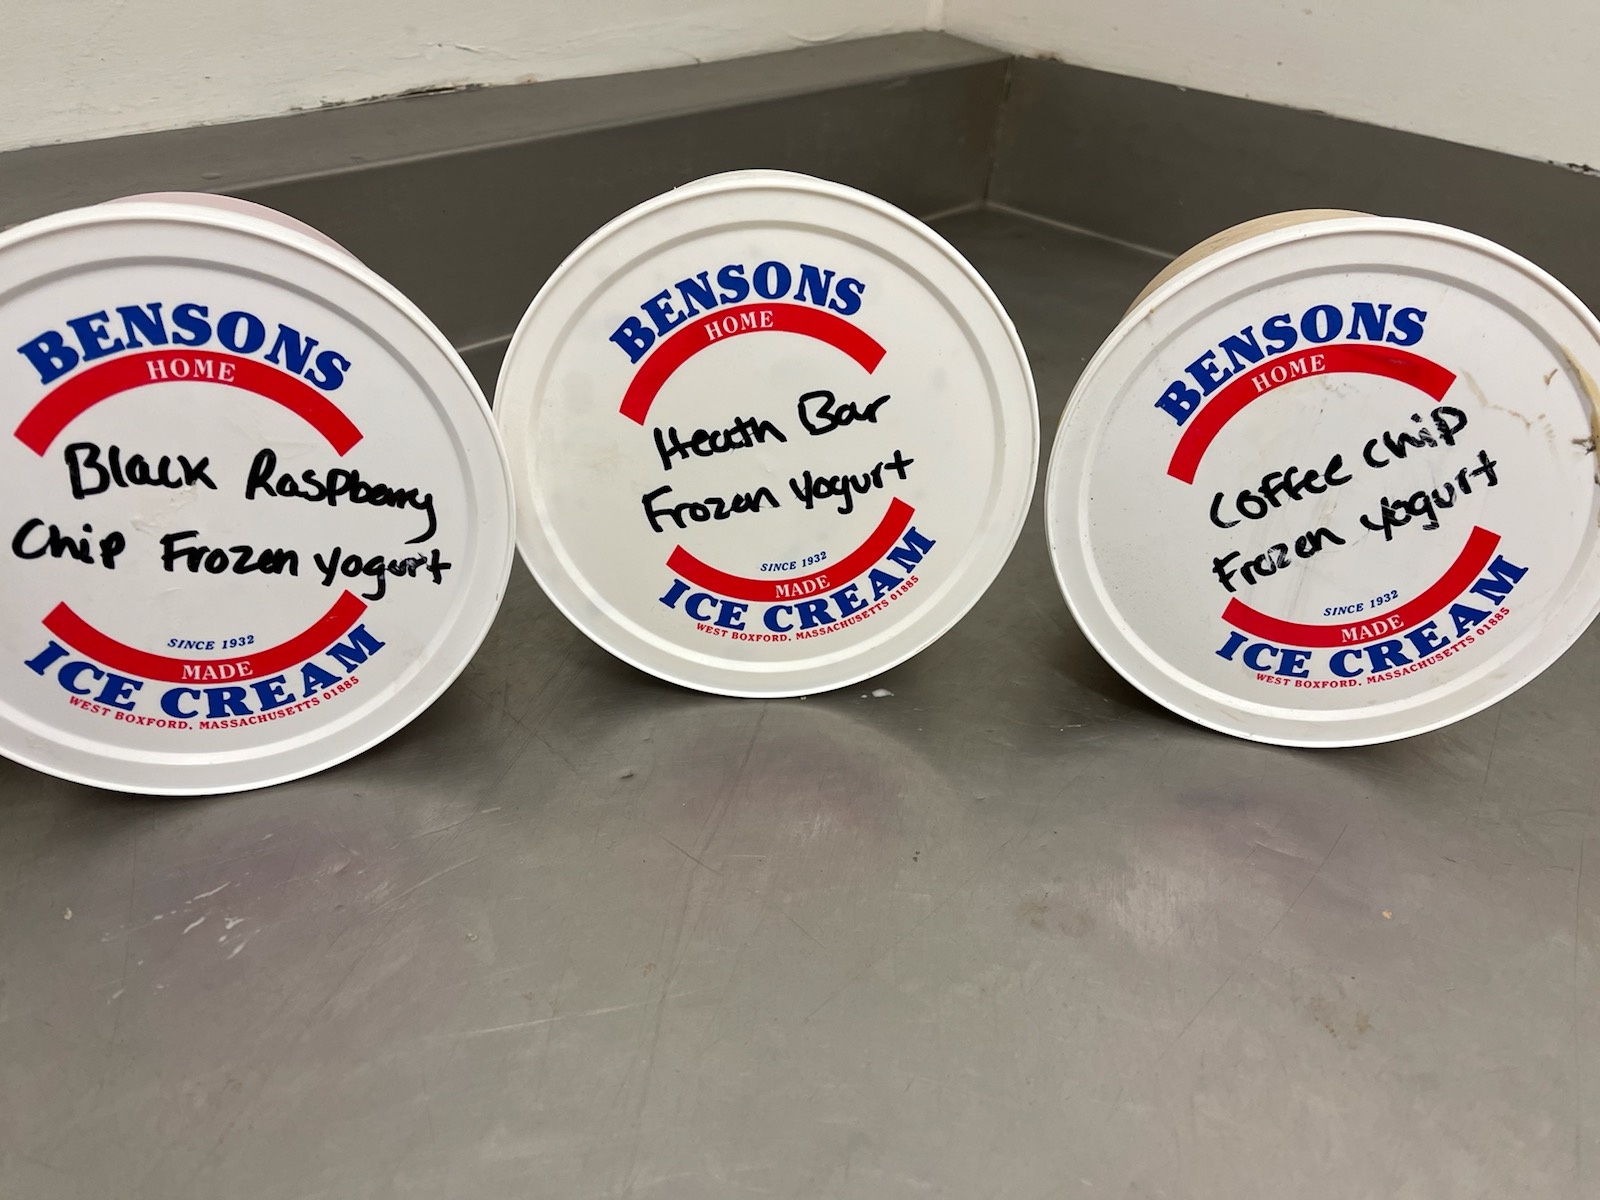 BENSONS
HOME
Black Raspberry
Chip Frozen yogurt
SINCE 1932
MADE
ICE CREAM
WEST BOXFORD, MASSACHUSETTS 01885
BENSONS
HOME
Heath Bar
Frozen yogurt
SINCE 1932
MADE
ICE CREAM
WEST BOXFORD, MASSACHUSETTS 01885
BENSONS
HOME
Coffee Chip
Frozen yogurt
SINCE 1932
MADE
ICE CREAM
WEST BOXFORD, MASSACHUSETTS 01885